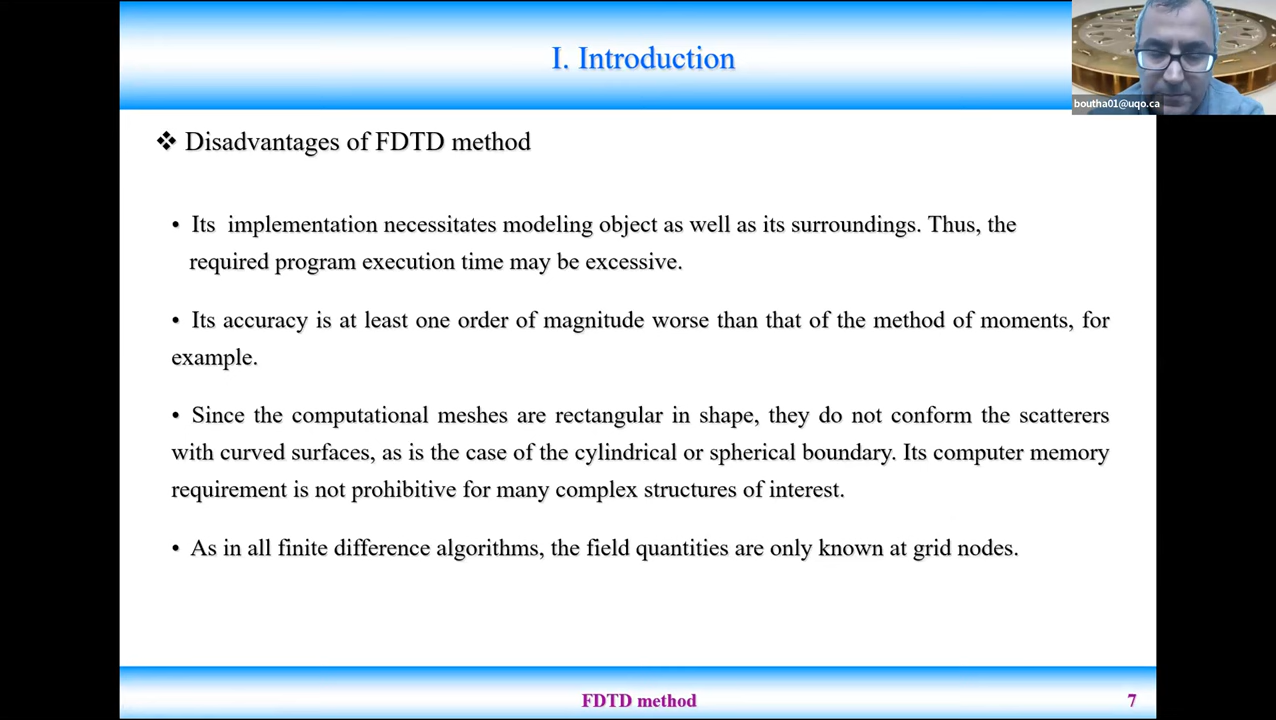 I. Introduction
boutha01@uqo.ca
❖ Disadvantages of FDTD method
• Its implementation necessitates modeling object as well as its surroundings. Thus, the
required program execution time may be excessive.
• Its accuracy is at least one order of magnitude worse than that of the method of moments, for
example.
• Since the computational meshes are rectangular in shape, they do not conform the scatterers
with curved surfaces, as is the case of the cylindrical or spherical boundary. Its computer memory
requirement is not prohibitive for many complex structures of interest.
• As in all finite difference algorithms, the field quantities are only known at grid nodes.
FDTD method
7